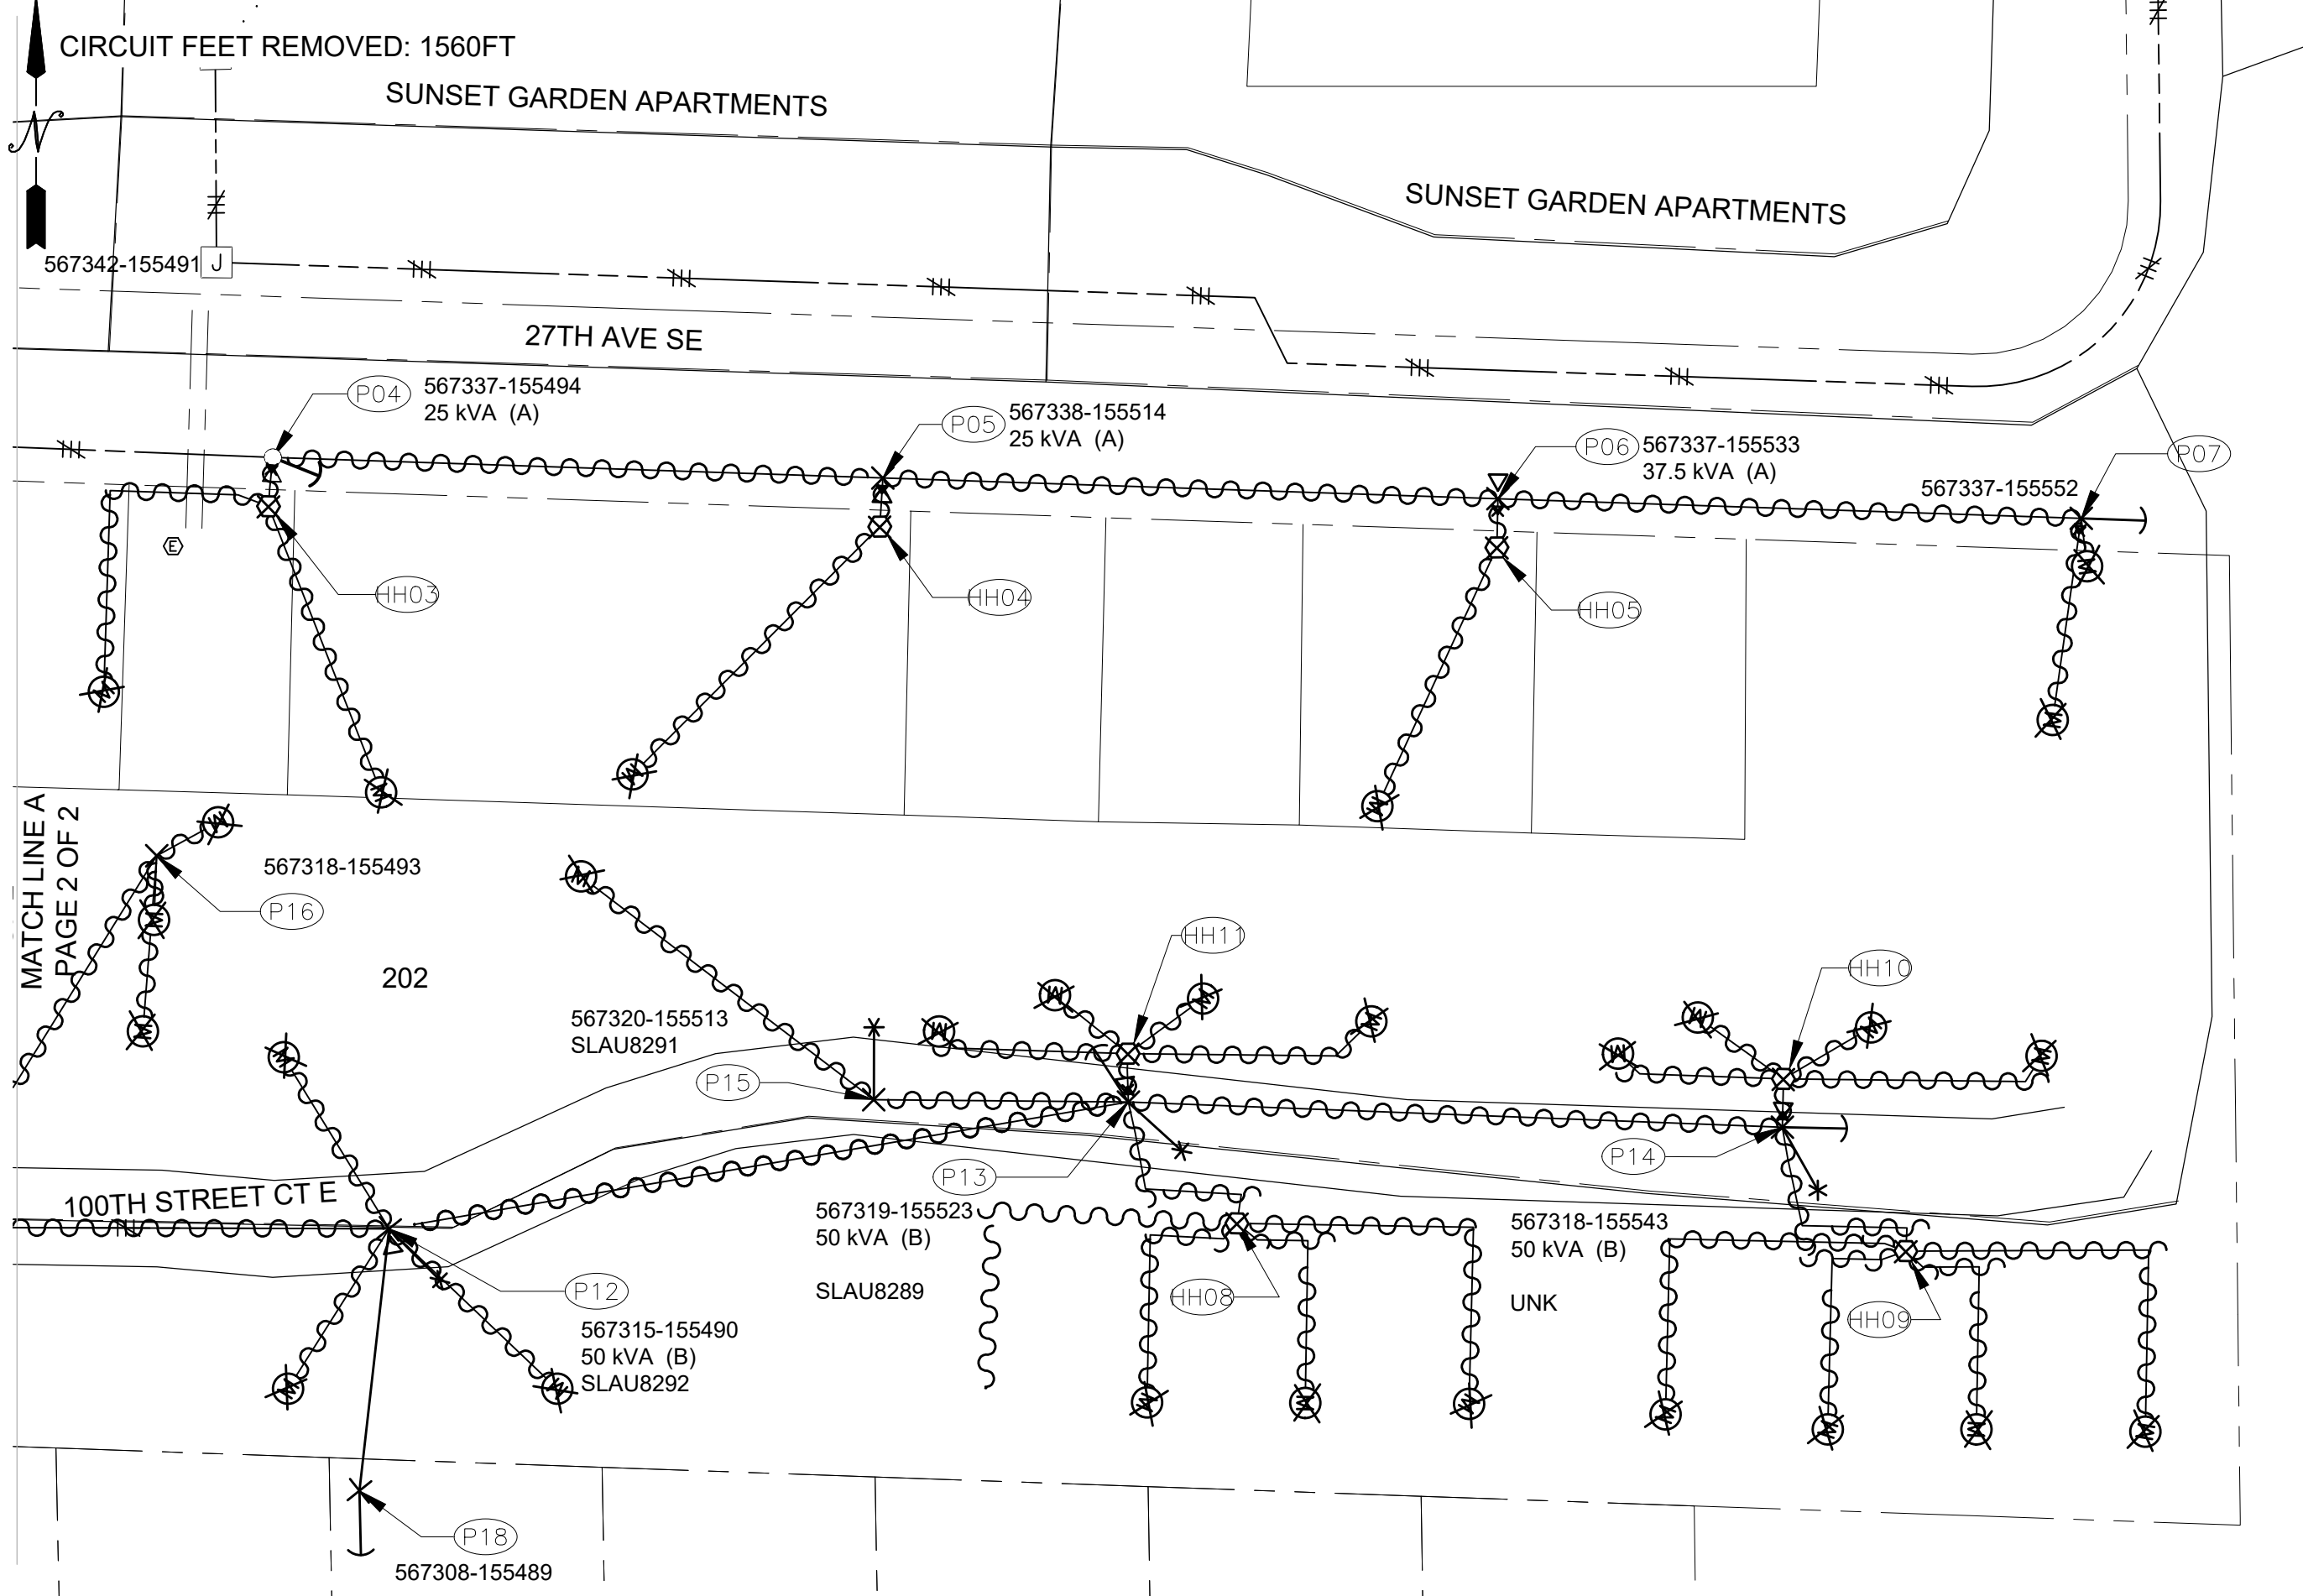 CIRCUIT FEET REMOVED: 1560FT
N
SUNSET GARDEN APARTMENTS
SUNSET GARDEN APARTMENTS
567342-155491
J
27TH AVE SE
P04
567337-155494
25 kVA (A)
P05
567338-155514
25 kVA (A)
P06
567337-155533
37.5 kVA (A)
P07
567337-155552
E
HH03
HH04
HH05
M
M
M
M
M
M
MATCH LINE A
PAGE 2 OF 2
M
567318-155493
P16
M
M
202
M
567320-155513
SLAU8291
P15
HH11
M
M
M
M
HH10
M
M
M
M
M
P13
P14
100TH STREET CT E
567319-155523
50 kVA (B)
SLAU8289
567318-155543
50 kVA (B)
UNK
P12
567315-155490
50 kVA (B)
SLAU8292
HH08
HH09
M
M
M
M
M
M
M
M
M
P18
567308-155489